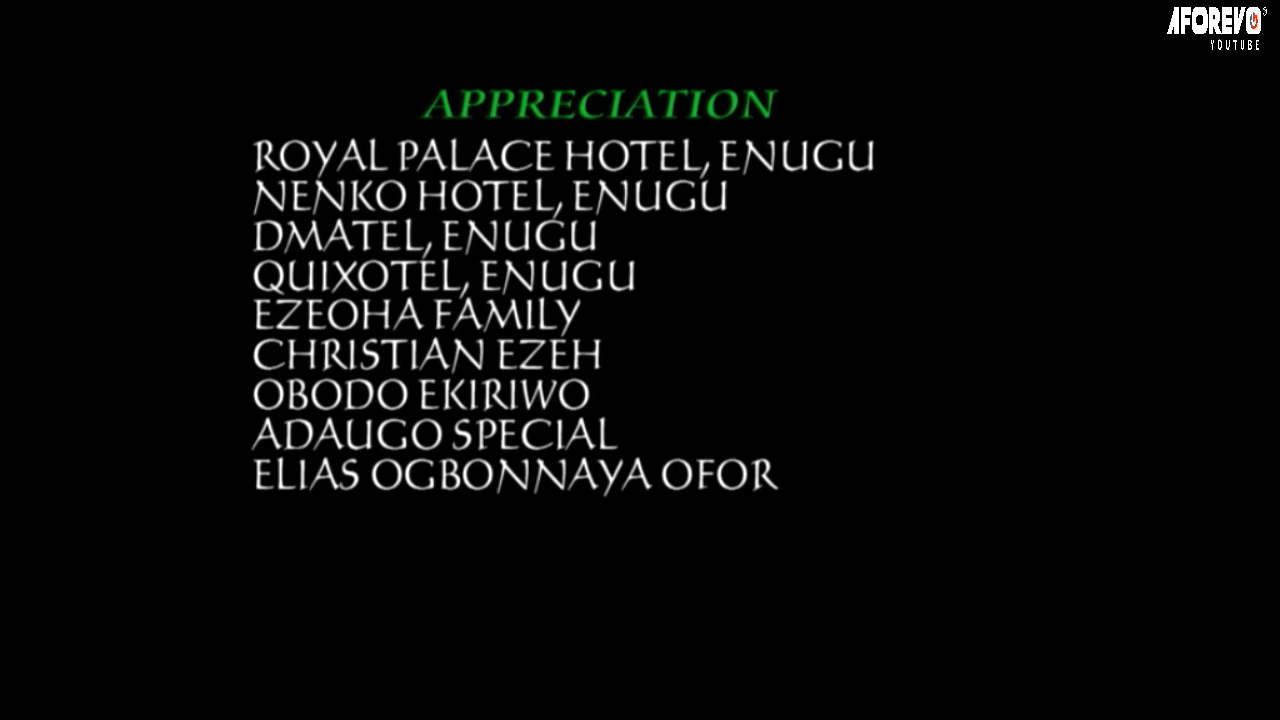 AFOREVO
YOUTUBE
APPRECIATION
ROYAL PALACE HOTEL, ENUGU
NENKO HOTEL, ENUGU
DMATEL, ENUGU
QUIXOTEL, ENUGU
EZEOHA FAMILY
CHRISTIAN EZEH
OBODO EKIRIWO
ADAUGO SPECIAL
ELIAS OGBONNAYA OFOR